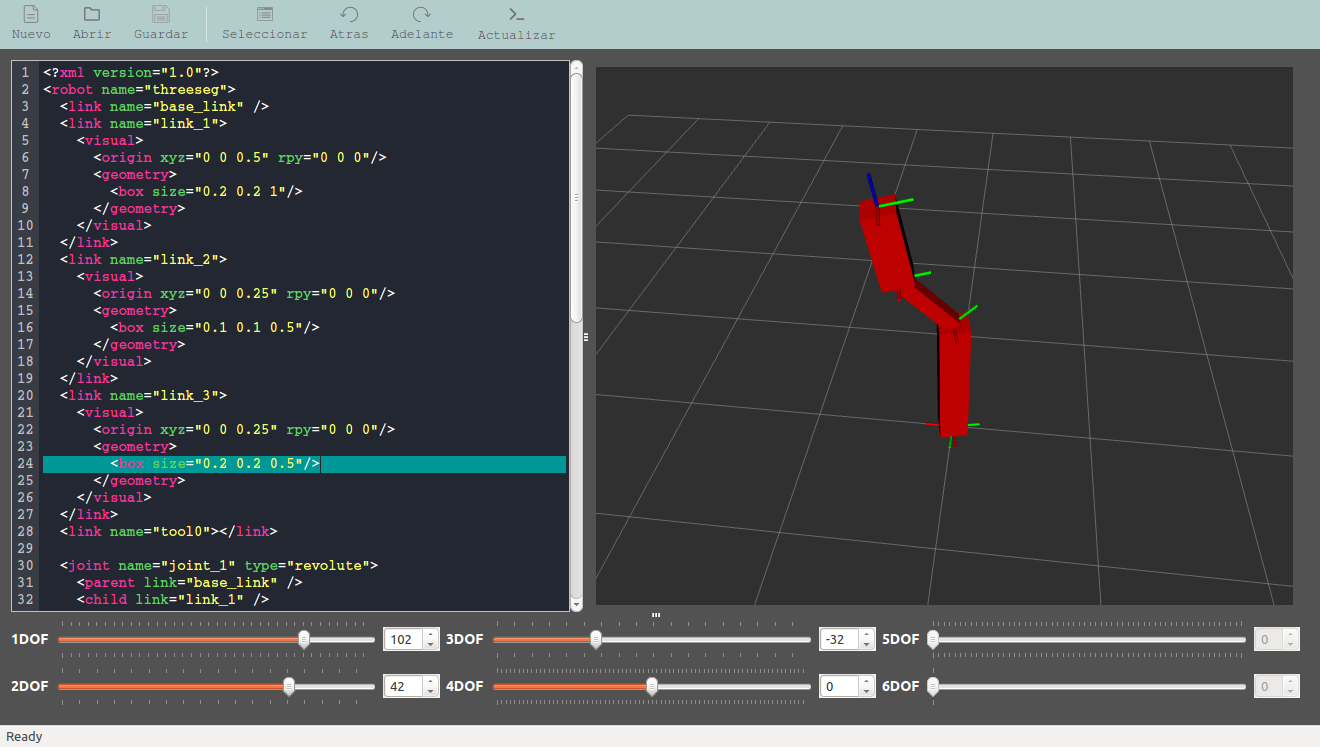 Nuevo Abrir Guardar Seleccionar Atras Adelante Actualizar
1 <?xml version="1.0"?>
2 <robot name="threeseg">
3 <link name="base_link" />
4 <link name="link_1">
5 <visual>
6 <origin xyz="0 0 0.5" rpy="0 0 0"/>
7 <geometry>
8 <box size="0.2 0.2 1"/>
9 </geometry>
10 </visual>
11 </link>
12 <link name="link_2">
13 <visual>
14 <origin xyz="0 0 0.25" rpy="0 0 0"/>
15 <geometry>
16 <box size="0.1 0.1 0.5"/>
17 </geometry>
18 </visual>
19 </link>
20 <link name="link_3">
21 <visual>
22 <origin xyz="0 0 0.25" rpy="0 0 0"/>
23 <geometry>
24 <box size="0.2 0.2 0.5"/>
25 </geometry>
26 </visual>
27 </link>
28 <link name="tool0"></link>
29
30 <joint name="joint_1" type="revolute">
31 <parent link="base_link" />
32 <child link="link_1" />
1DOF 102 3DOF -32 5DOF 0
2DOF 42 4DOF 0 6DOF 0
Ready